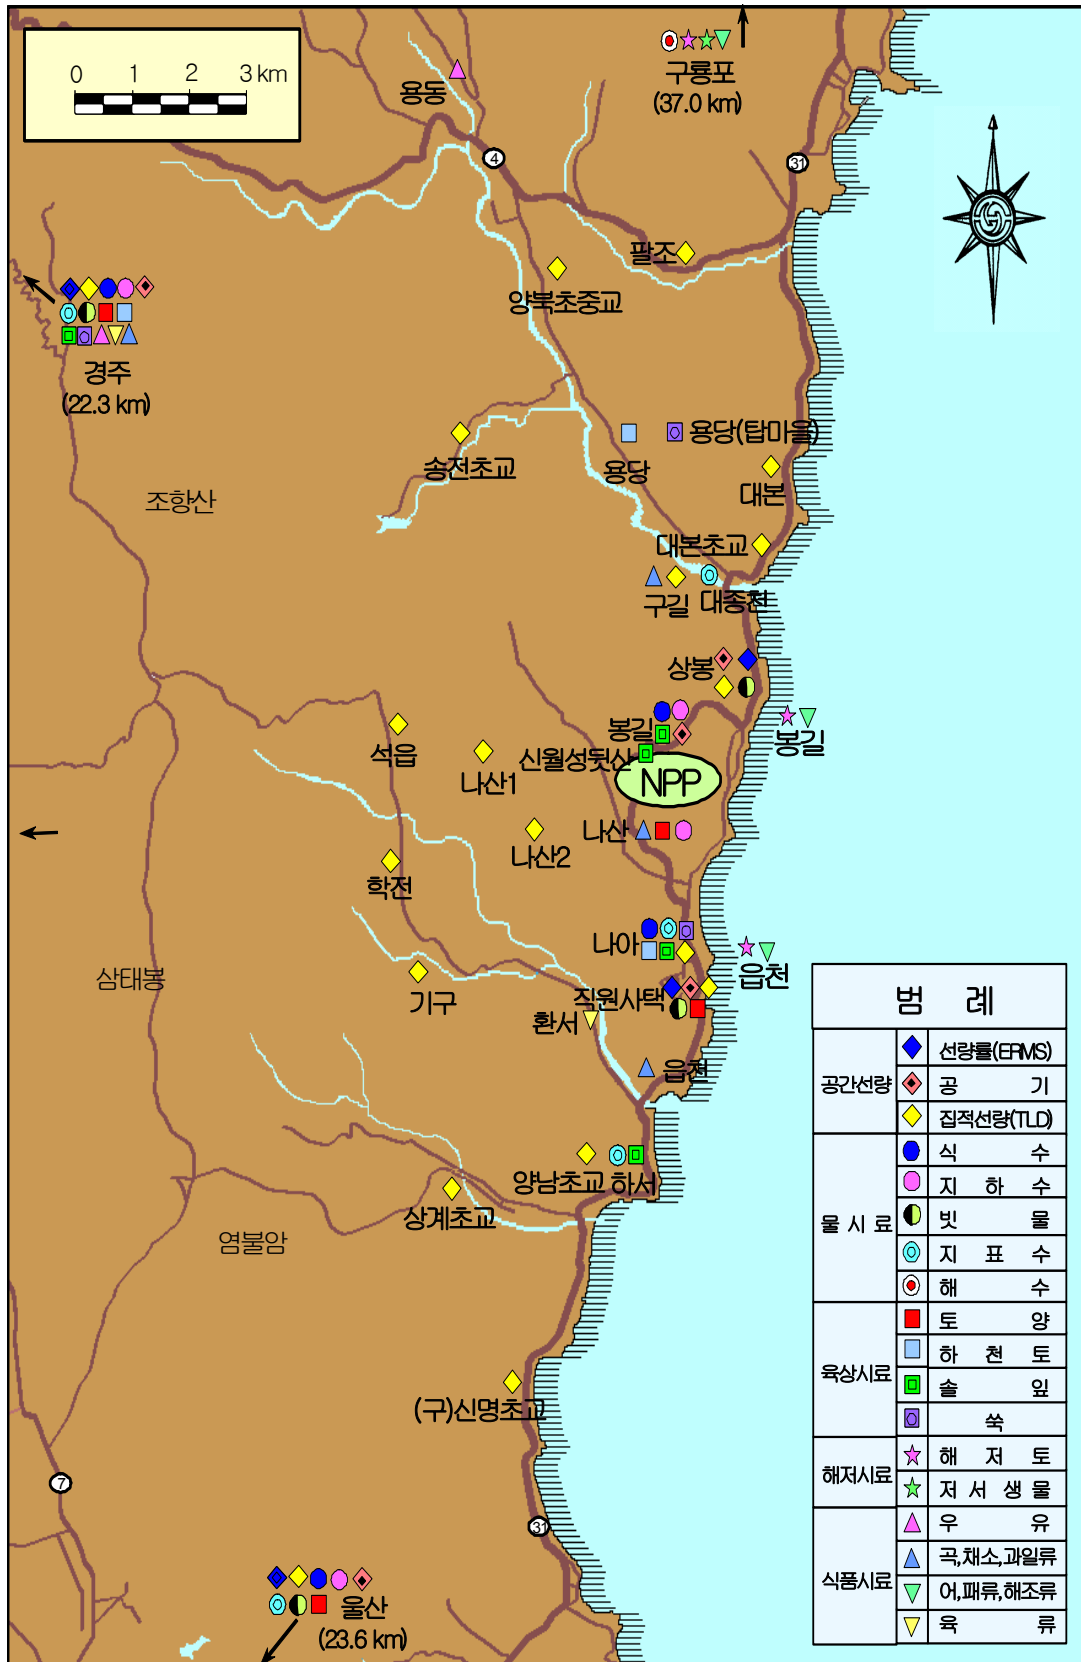 0 1 2 3 km
용동
구룡포
(37.0 km)
4
31
팔조
양북초중교
경주
(22.3 km)
송전초교
용당
용당(탑마을)
대본
조항산
대본초교
구길
대종천
상봉
봉길
봉길
신월성뒷산
NPP
석읍
나산1
나산
나산2
학전
나아
읍천
삼태봉
기구
직원사택
환서
읍천
양남초교
하서
상계초교
염불암
(구)신명초교
7
31
울산
(23.6 km)
범 례
공간선량
선량률(ERMS)
공 기
집적선량(TLD)
물 시 료
식 수
지 하 수
빗 물
지 표 수
해 수
육상시료
토 양
하 천 토
솔 잎
쑥
해저시료
해 저 토
저 서 생 물
식품시료
우 유
곡,채소,과일류
어,패류,해조류
육 류